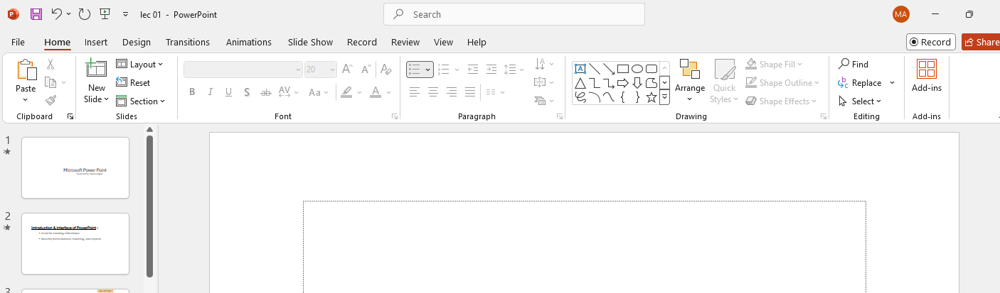 lec 01 - PowerPoint
Search
MA
File Home Insert Design Transitions Animations Slide Show Record Review View Help
Record
Share
Paste
New Slide
Layout
Reset
Section
20
B I U S ab AV Aa A
Arrange
Quick Styles
Shape Fill
Shape Outline
Shape Effects
Find
Replace
Select
Add-ins
Clipboard Slides Font Paragraph Drawing Editing Add-ins
1
Microsoft Power Point
2
Introduction & Interface of PowerPoint :
• Used for creating slideshows
• Ideal for presentations, teaching, and reports
3